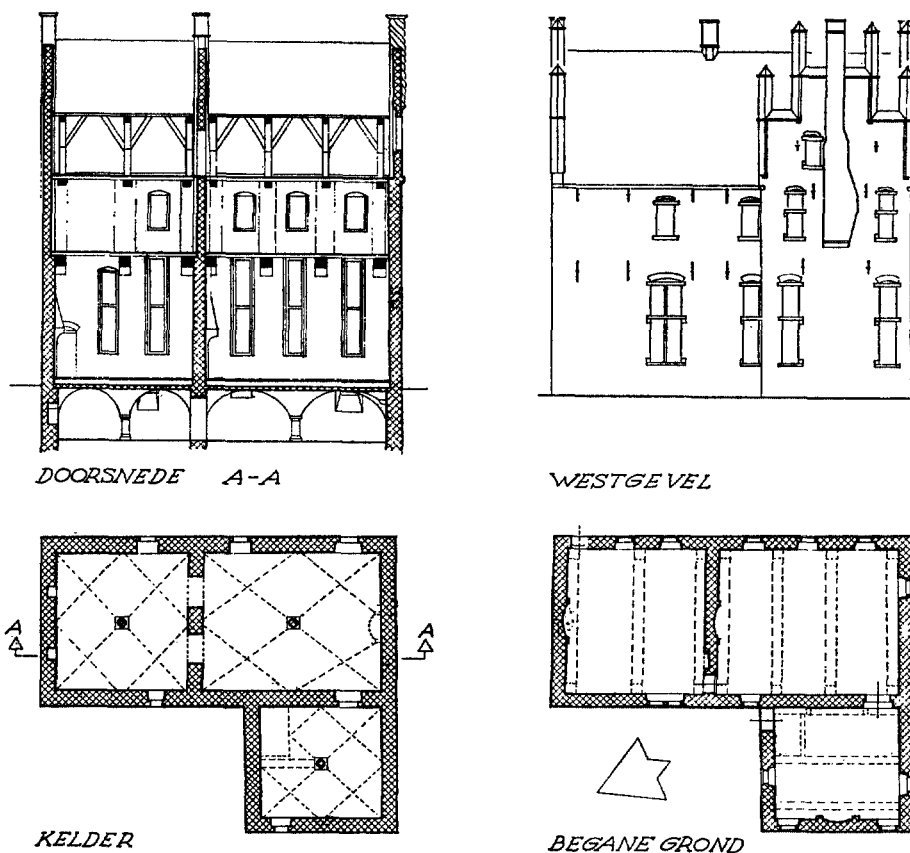 DOORSNEDE A-A
WESTGEVEL
A
A
KELDER
BEGANE GROND